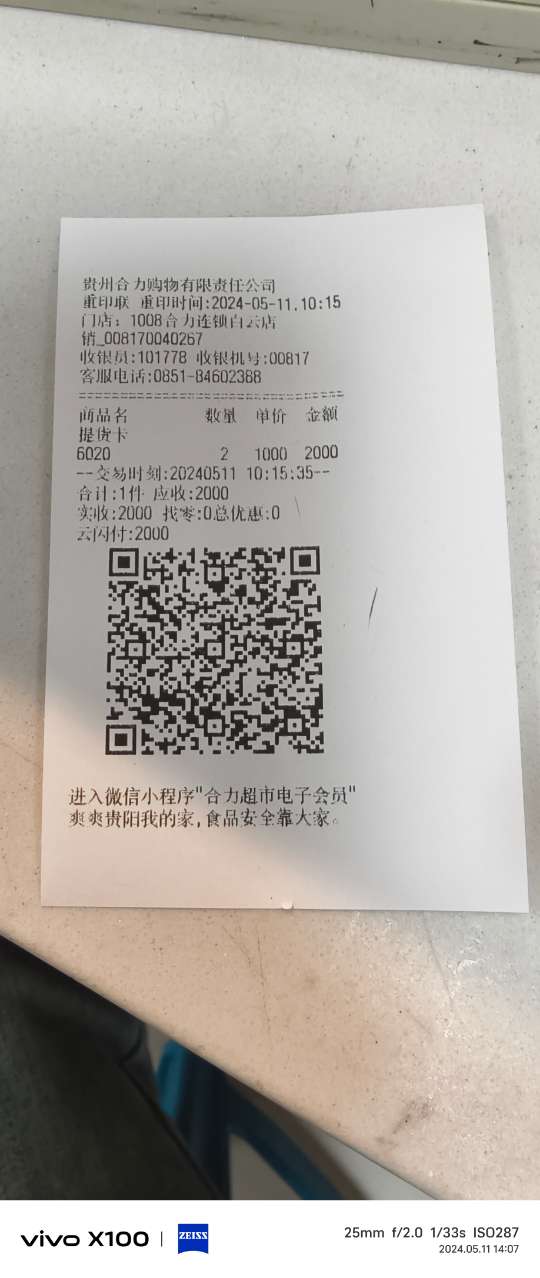 贵州合力购物有限责任公司
重印联 重印时间:2024-05-11,10:15
门店: 1008合力连锁白云店
销_008170040267
收银员:101778 收银机号:00817
客服电话:0851-84602388
商品名 数量 单价 金额
提货卡
6020 2 1000 2000
--交易时刻:20240511 10:15:35--
合计:1件 应收:2000
实收:2000 找零:0总优惠:0
云闪付:2000
进入微信小程序"合力超市电子会员"
爽爽贵阳我的家,食品安全靠大家。
vivo X100 | ZEISS
25mm f/2.0 1/33s ISO287
2024.05.11 14:07